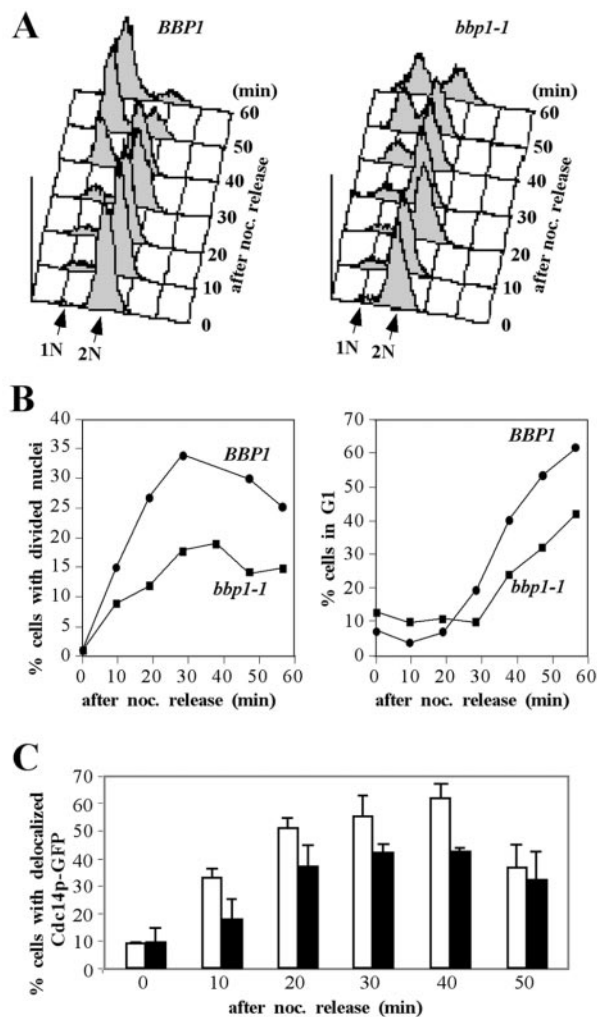 A
BBP1
bbp1-1
(min)
60
50
40
30
20
10
0
after noc. release
1N
2N
(min)
60
50
40
30
20
10
0
after noc. release
1N
2N
B
% cells with divided nuclei
40
35
30
25
20
15
10
5
0
BBP1
bbp1-1
0 10 20 30 40 50 60
after noc. release (min)
% cells in G1
70
60
50
40
30
20
10
0
BBP1
bbp1-1
0 10 20 30 40 50 60
after noc. release (min)
C
% cells with delocalized
Cdc14p-GFP
70
60
50
40
30
20
10
0
0 10 20 30 40 50
after noc. release (min)